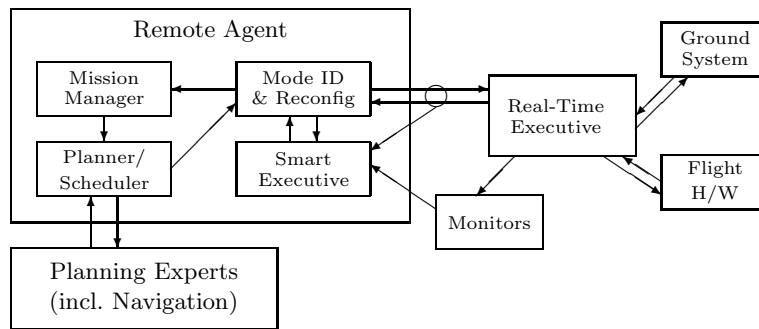 Remote Agent
Mission
Manager
Mode ID
& Reconfig
Real-Time
Executive
Ground
System
Planner/
Scheduler
Smart
Executive
Monitors
Flight
H/W
Planning Experts
(incl. Navigation)